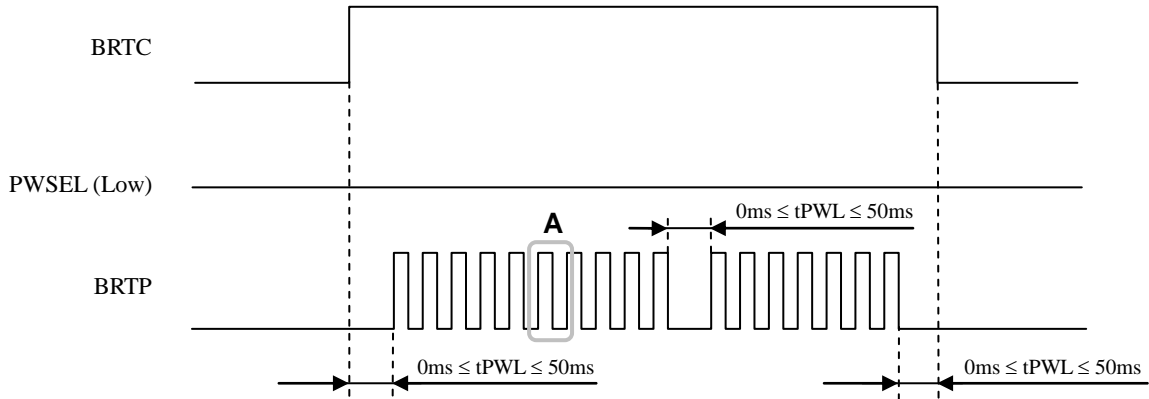 BRTC
PWSEL (Low)
A
0ms ≤ tPWL ≤ 50ms
BRTP
0ms ≤ tPWL ≤ 50ms
0ms ≤ tPWL ≤ 50ms